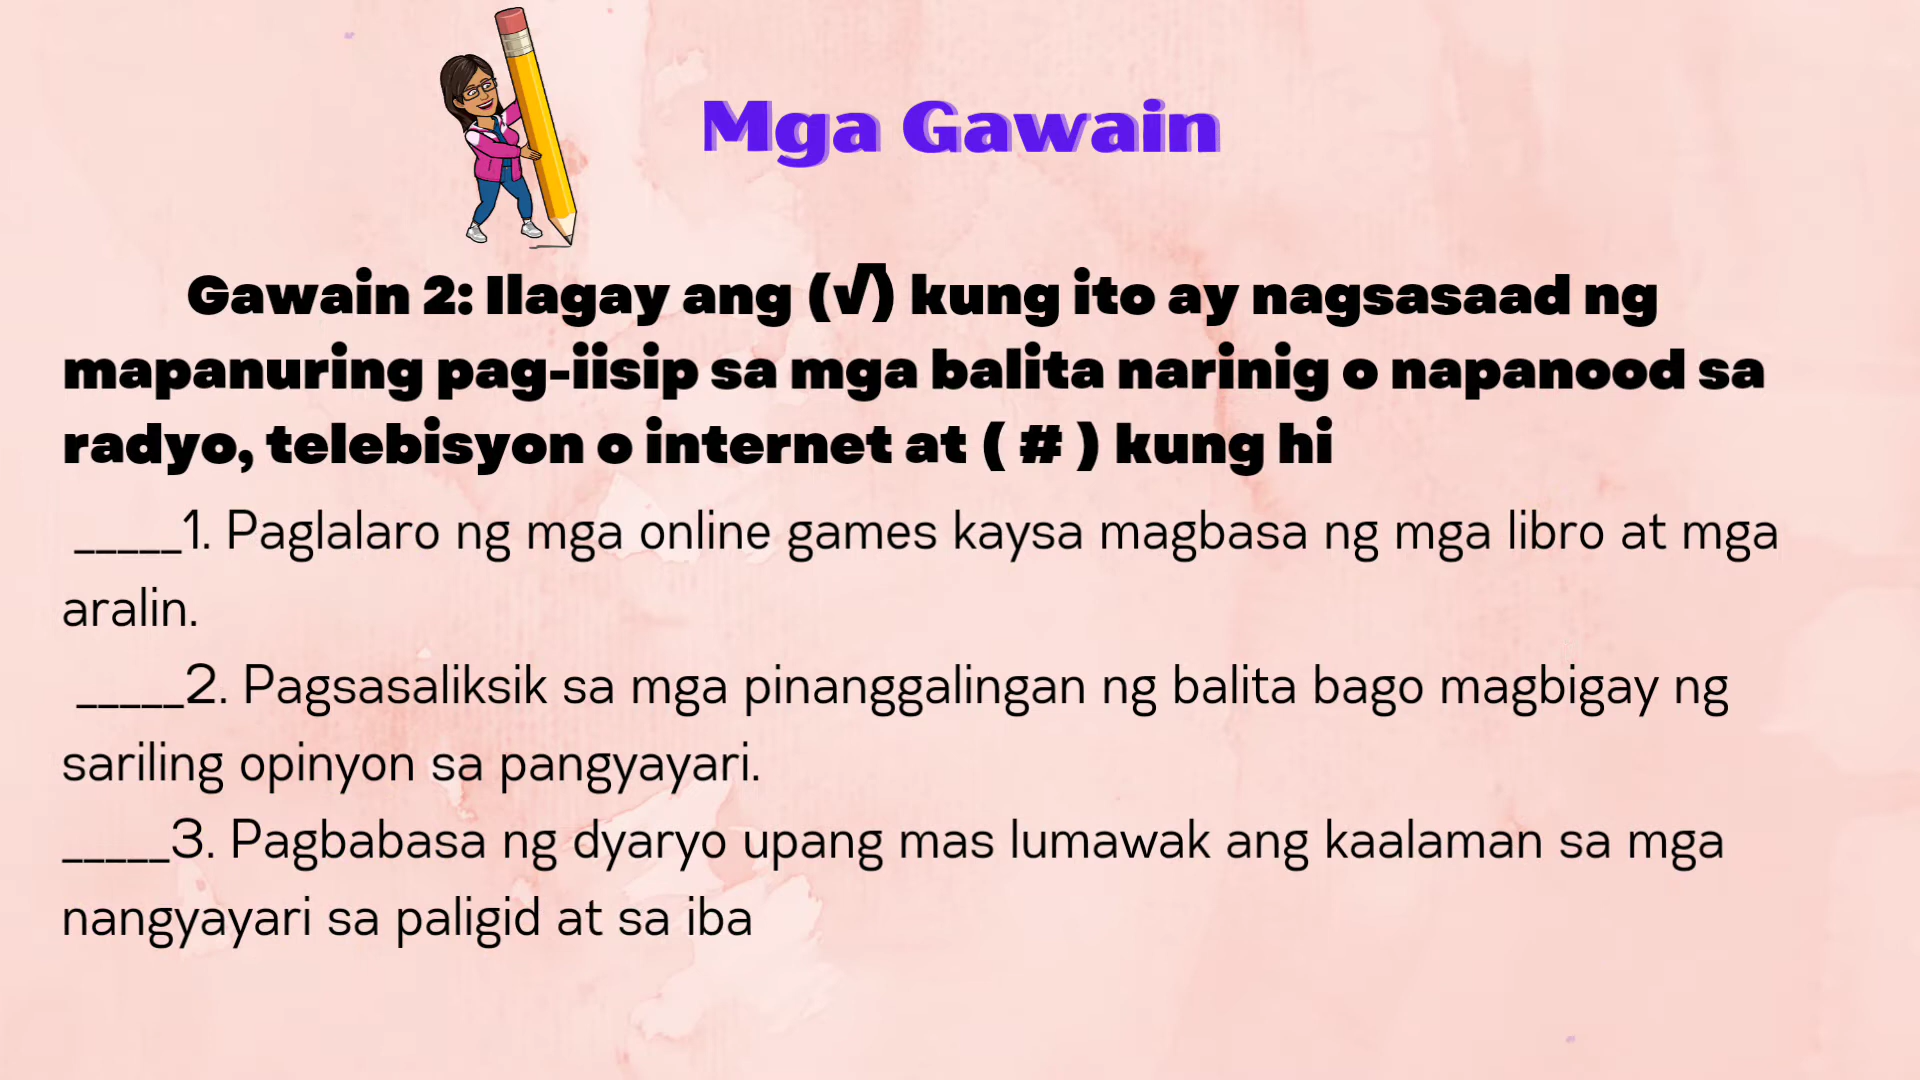 Mga Gawain
Gawain 2: Ilagay ang (√) kung ito ay nagsasaad ng
mapanuring pag-iisip sa mga balita narinig o napanood sa
radyo, telebisyon o internet at ( # ) kung hi
_____1. Paglalaro ng mga online games kaysa magbasa ng mga libro at mga
aralin.
_____2. Pagsasaliksik sa mga pinanggalingan ng balita bago magbigay ng
sariling opinyon sa pangyayari.
_____3. Pagbabasa ng dyaryo upang mas lumawak ang kaalaman sa mga
nangyayari sa paligid at sa iba